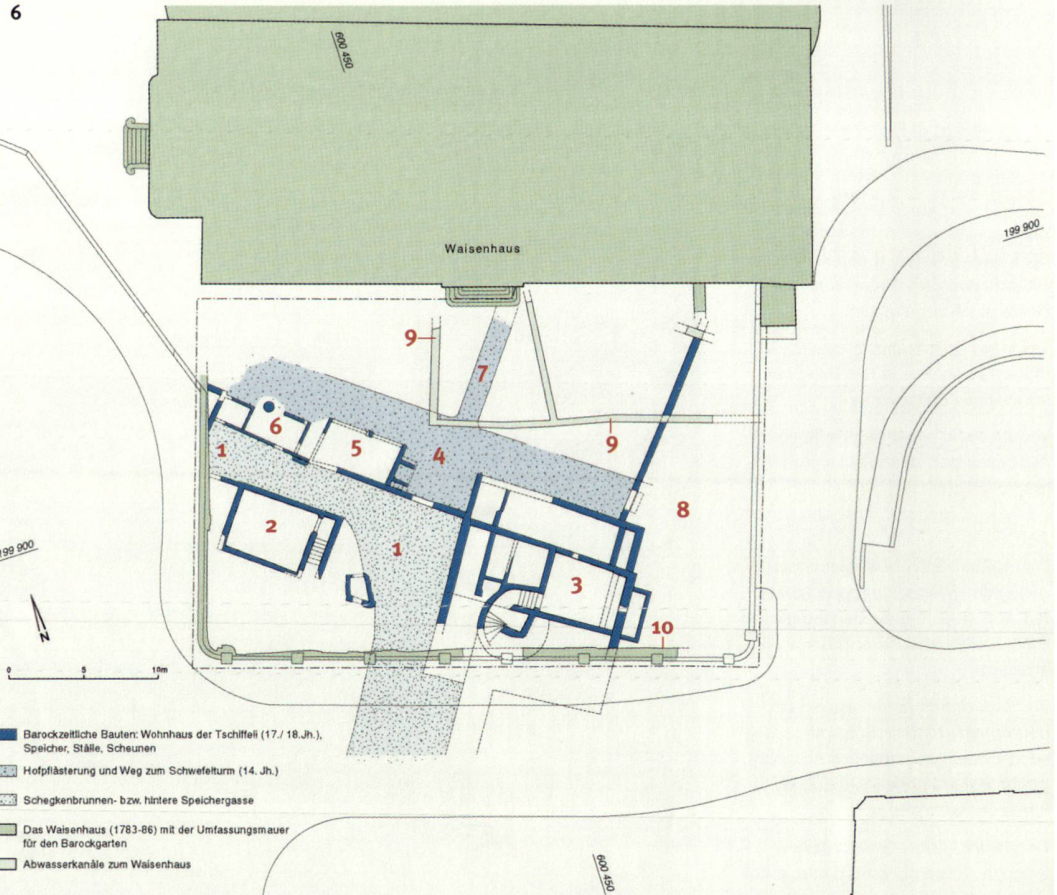 6
600 450
199 900
Waisenhaus
9
7
6
5
4
9
1
8
2
1
3
199 900
10
N
0 5 10m
Barockzeitliche Bauten: Wohnhaus der Tschiffeli (17./ 18.Jh.),
Speicher, Ställe, Scheunen
Hofpflästerung und Weg zum Schwefelturm (14. Jh.)
Schegkenbrunnen- bzw. hintere Speichergasse
Das Waisenhaus (1783-86) mit der Umfassungsmauer
für den Barockgarten
Abwasserkanäle zum Waisenhaus
600 450